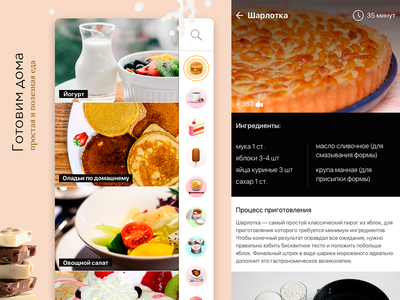 Готовим дома
простая и полезная еда
Йогурт
Оладьи по домашнему
Овощной салат
Шарлотка
35 минут
+367
Ингредиенты:
мука 1 ст.
яблоки 3-4 шт
яйца куриные 3 шт
сахар 1 ст.
масло сливочное (для
смазывания формы)
крупа манная (для
присыпки формы)
Процесс приготовления
Шарлотка — самый простой классический пирог из яблок, для
приготовления которого требуется минимум ингредиентов.
Чтобы конечный результат оправдал все ожидания, нужно
правильно взбить бисквитное тесто и положить побольше
яблок. Финальный штрих в виде шарика мороженого идеально
дополнит это гастрономическое великолепие.